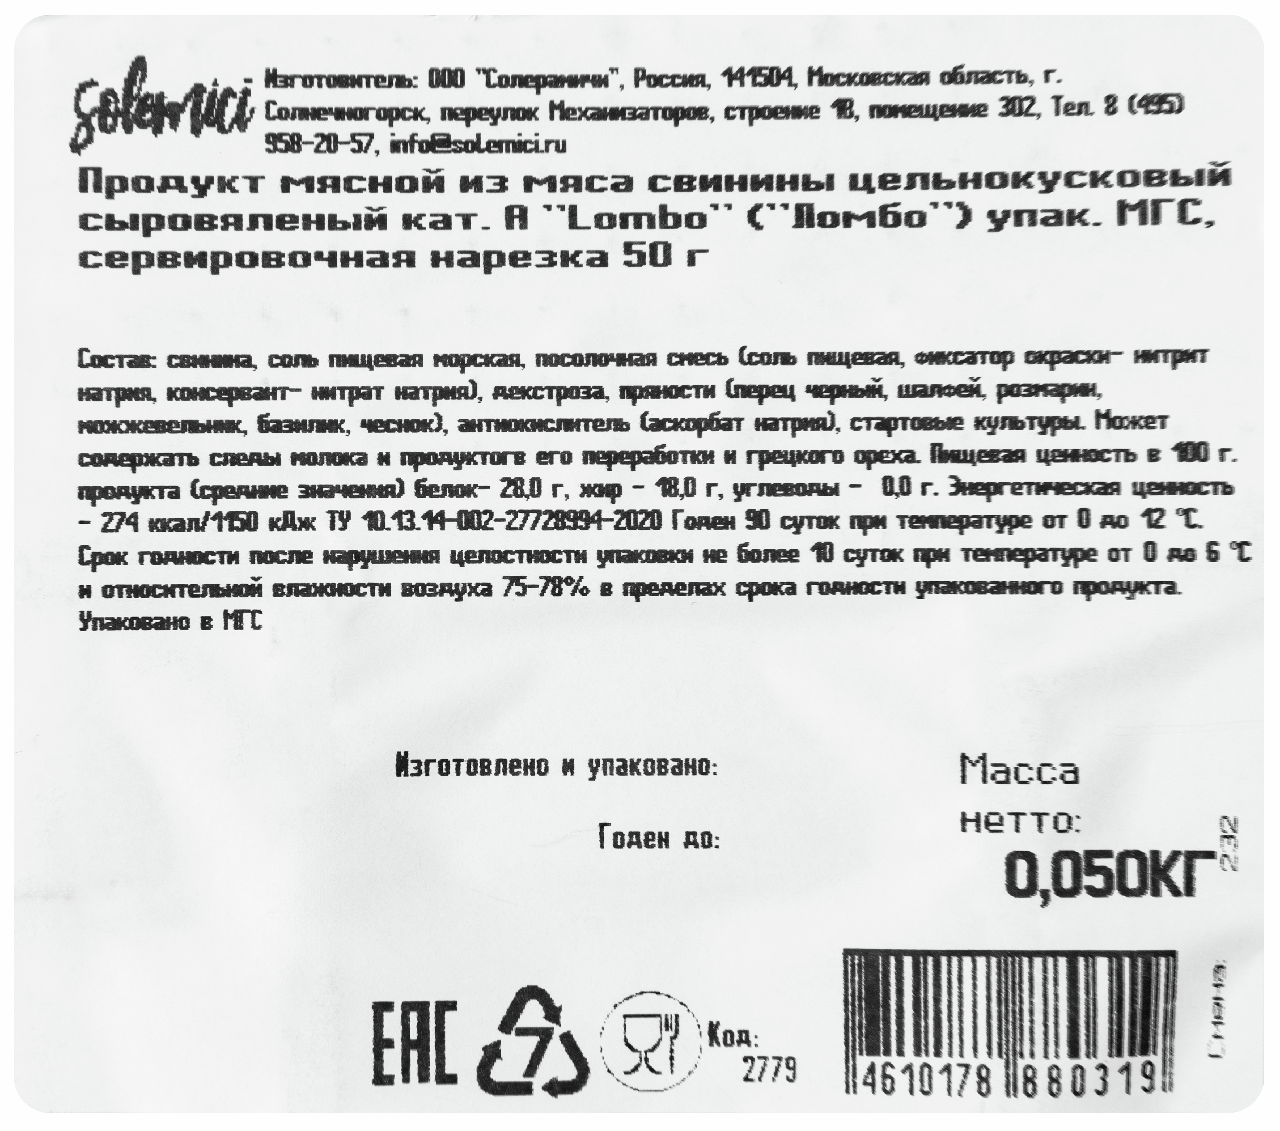 solemici
Изготовитель: ООО "Солераничи", Россия, 141504, Московская область, г.
Солнечногорск, переулок Механизаторов, строение 1В, помещение 302, Тел. 8 (495)
958-20-57, info@solemici.ru
Продукт мясной из мяса свинины цельнокусковый
сыровяленый кат. А "Lombo" ("Ломбо") упак. МГС,
сервировочная нарезка 50 г
Состав: свинина, соль пищевая морская, посолочная смесь (соль пищевая, фиксатор окраски- нитрит
натрия, консервант- нитрат натрия), декстроза, пряности (перец черный, шалфей, розмарин,
можжевельник, базилик, чеснок), антиокислитель (аскорбат натрия), стартовые культуры. Может
содержать следы молока и продуктогв его переработки и грецкого ореха. Пищевая ценность в 100 г.
продукта (средние значения) белок- 28,0 г, жир - 18,0 г, углеводы - 0,0 г. Энергетическая ценность
- 274 ккал/1150 кДж ТУ 10.13.14-002-27728994-2020 Годен 90 суток при температуре от 0 до 12 °С.
Срок годности после нарушения целостности упаковки не более 10 суток при температуре от 0 до 6 °С
и относительной влажности воздуха 75-78% в пределах срока годности упакованного продукта.
Упаковано в МГС
Изготовлено и упаковано:
Годен до:
Масса
нетто:
0,050КГ
232
Смена:
ЕАС
7
Код:
2779
4610178 880319